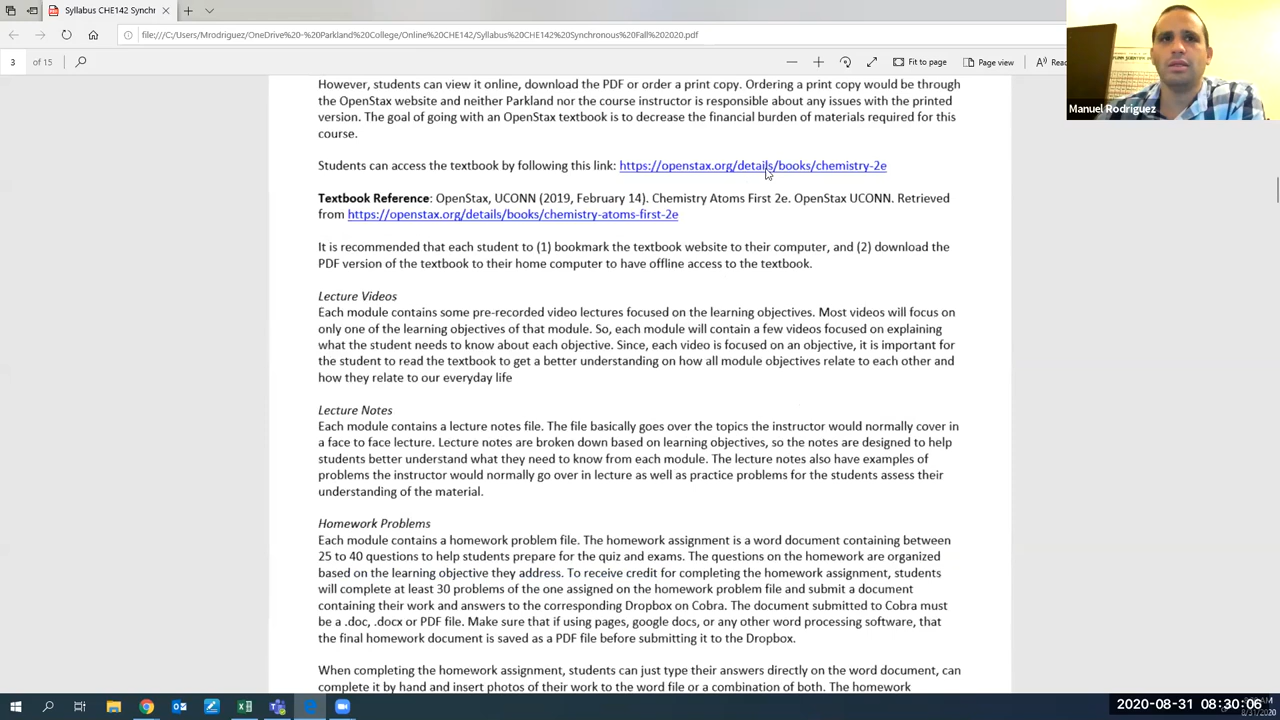 Syllabus CHE142 Synchr
file:///C:/Users/Mrodriguez/OneDrive%20-%20Parkland%20College/Online%20CHE142/Syllabus%20CHE142%20Synchronous%20Fall%202020.pdf
3 of 15
Fit to page
Page view
Rea
Manuel Rodriguez
However, students can view it online, download the PDF or order a print copy. Ordering a print copy would be through
the OpenStax website and neither Parkland nor the course instructor is responsible about any issues with the printed
version. The goal of going with an OpenStax textbook is to decrease the financial burden of materials required for this
course.
Students can access the textbook by following this link: https://openstax.org/details/books/chemistry-2e
Textbook Reference: OpenStax, UCONN (2019, February 14). Chemistry Atoms First 2e. OpenStax UCONN. Retrieved
from https://openstax.org/details/books/chemistry-atoms-first-2e
It is recommended that each student to (1) bookmark the textbook website to their computer, and (2) download the
PDF version of the textbook to their home computer to have offline access to the textbook.
Lecture Videos
Each module contains some pre-recorded video lectures focused on the learning objectives. Most videos will focus on
only one of the learning objectives of that module. So, each module will contain a few videos focused on explaining
what the student needs to know about each objective. Since, each video is focused on an objective, it is important for
the student to read the textbook to get a better understanding on how all module objectives relate to each other and
how they relate to our everyday life
Lecture Notes
Each module contains a lecture notes file. The file basically goes over the topics the instructor would normally cover in
a face to face lecture. Lecture notes are broken down based on learning objectives, so the notes are designed to help
students better understand what they need to know from each module. The lecture notes also have examples of
problems the instructor would normally go over in lecture as well as practice problems for the students assess their
understanding of the material.
Homework Problems
Each module contains a homework problem file. The homework assignment is a word document containing between
25 to 40 questions to help students prepare for the quiz and exams. The questions on the homework are organized
based on the learning objective they address. To receive credit for completing the homework assignment, students
will complete at least 30 problems of the one assigned on the homework problem file and submit a document
containing their work and answers to the corresponding Dropbox on Cobra. The document submitted to Cobra must
be a .doc, .docx or PDF file. Make sure that if using pages, google docs, or any other word processing software, that
the final homework document is saved as a PDF file before submitting it to the Dropbox.
When completing the homework assignment, students can just type their answers directly on the word document, can
complete it by hand and insert photos of their work to the word file or a combination of both. The homework
2020-08-31 08:30:06